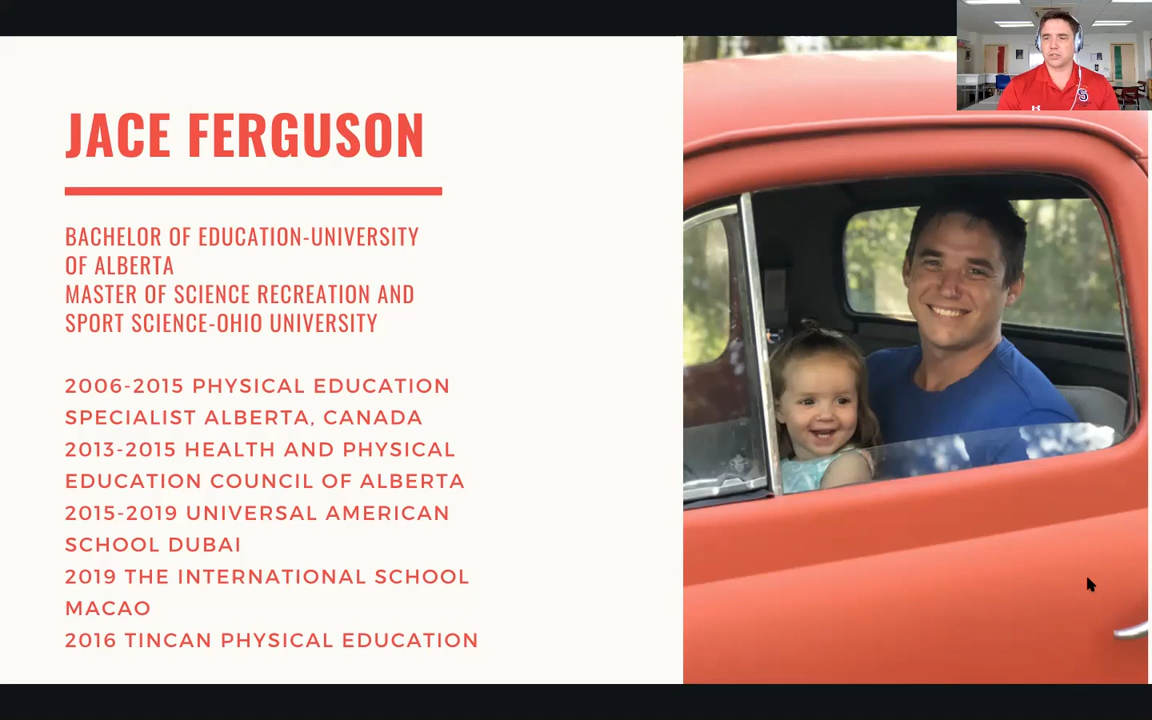 JACE FERGUSON
BACHELOR OF EDUCATION-UNIVERSITY
OF ALBERTA
MASTER OF SCIENCE RECREATION AND
SPORT SCIENCE-OHIO UNIVERSITY
2006-2015 PHYSICAL EDUCATION
SPECIALIST ALBERTA, CANADA
2013-2015 HEALTH AND PHYSICAL
EDUCATION COUNCIL OF ALBERTA
2015-2019 UNIVERSAL AMERICAN
SCHOOL DUBAI
2019 THE INTERNATIONAL SCHOOL
MACAO
2016 TINCAN PHYSICAL EDUCATION
S